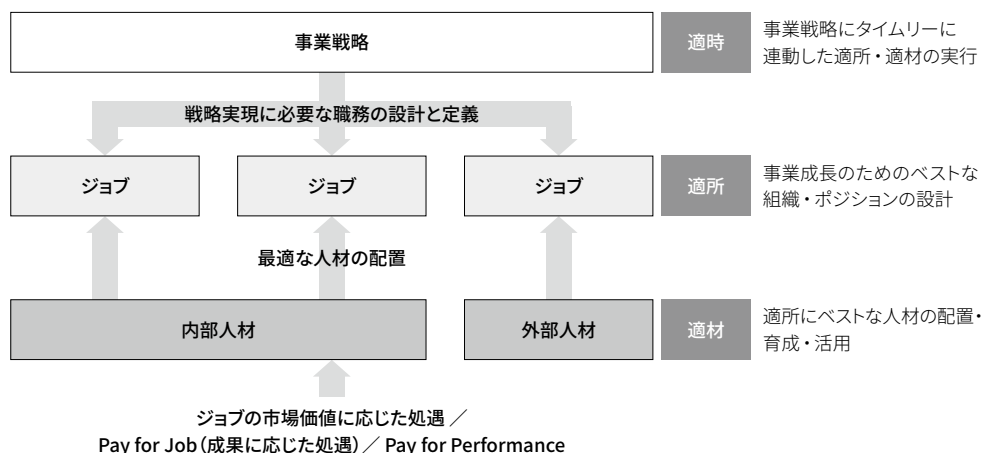 事業戦略
適時
事業戦略にタイムリーに
連動した適所・適材の実行
戦略実現に必要な職務の設計と定義
ジョブ
ジョブ
ジョブ
適所
事業成長のためのベストな
組織・ポジションの設計
最適な人材の配置
内部人材
外部人材
適材
適所にベストな人材の配置・
育成・活用
ジョブの市場価値に応じた処遇 ／
Pay for Job（成果に応じた処遇）／ Pay for Performance